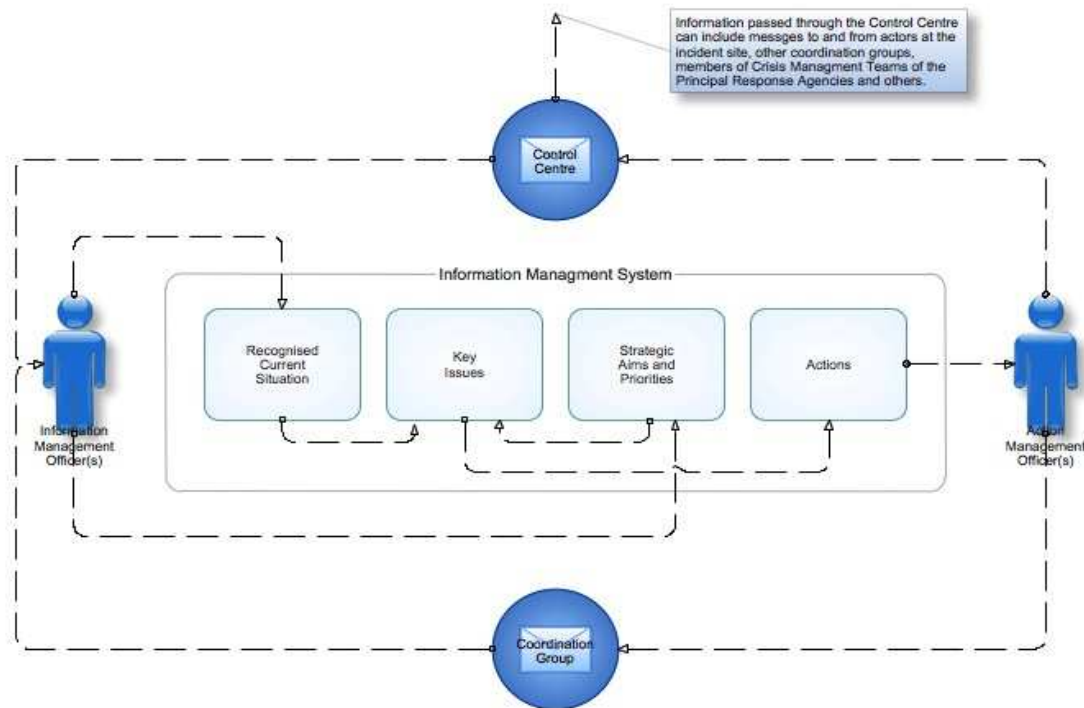 Information passed through the Control Centre
can include messges to and from actors at the
incident site, other coordination groups,
members of Crisis Managment Teams of the
Principal Response Agencies and others.
Control
Centre
Information Managment System
Recognised
Current
Situation
Key
Issues
Strategic
Aims and
Priorities
Actions
Information
Management
Officer(s)
Action
Management
Officer(s)
Coordination
Group